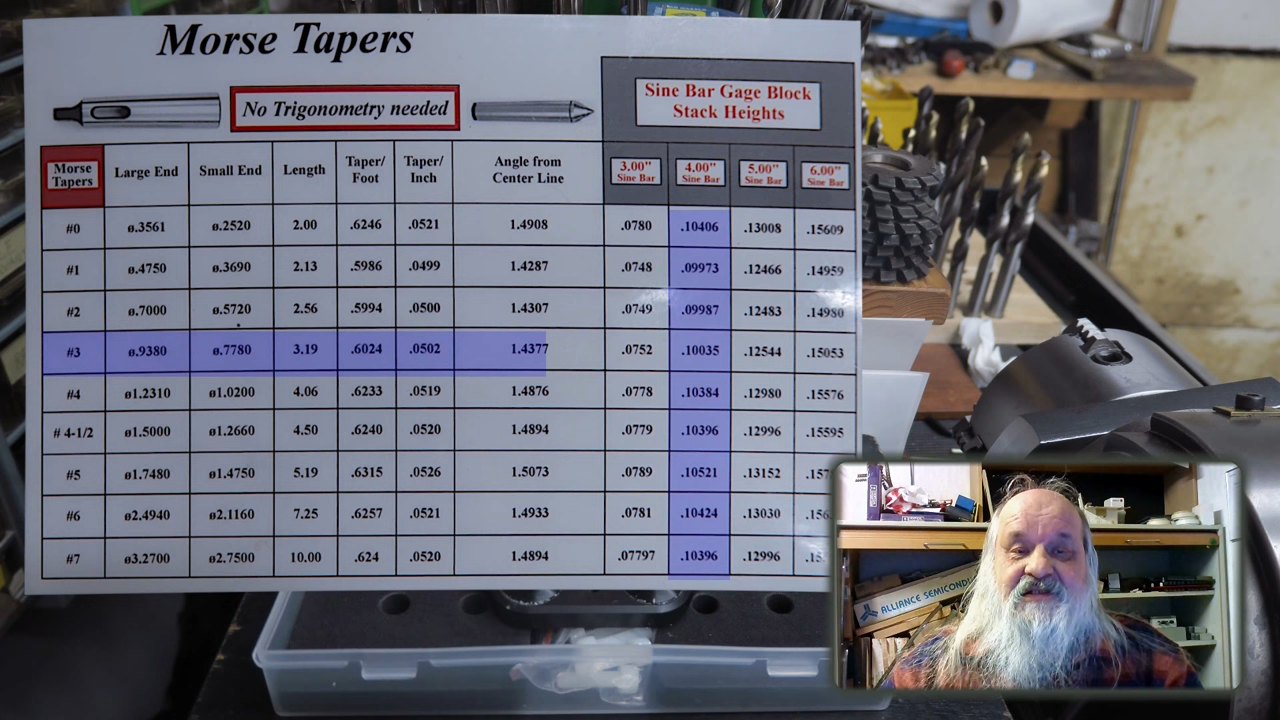 Morse Tapers
No Trigonometry needed
Sine Bar Gage Block
Stack Heights
Morse Tapers Large End Small End Length Taper/Foot Taper/Inch Angle from Center Line 3.00" Sine Bar 4.00" Sine Bar 5.00" Sine Bar 6.00" Sine Bar
#0 ø.3561 ø.2520 2.00 .6246 .0521 1.4908 .0780 .10406 .13008 .15609
#1 ø.4750 ø.3690 2.13 .5986 .0499 1.4287 .0748 .09973 .12466 .14959
#2 ø.7000 ø.5720 2.56 .5994 .0500 1.4307 .0749 .09987 .12483 .14980
#3 ø.9380 ø.7780 3.19 .6024 .0502 1.4377 .0752 .10035 .12544 .15053
#4 ø1.2310 ø1.0200 4.06 .6233 .0519 1.4876 .0778 .10384 .12980 .15576
# 4-1/2 ø1.5000 ø1.2660 4.50 .6240 .0520 1.4894 .0779 .10396 .12996 .15595
#5 ø1.7480 ø1.4750 5.19 .6315 .0526 1.5073 .0789 .10521 .13152
#6 ø2.4940 ø2.1160 7.25 .6257 .0521 1.4933 .0781 .10424 .13030
#7 ø3.2700 ø2.7500 10.00 .624 .0520 1.4894 .07797 .10396 .12996
ALLIANCE SEMICOND